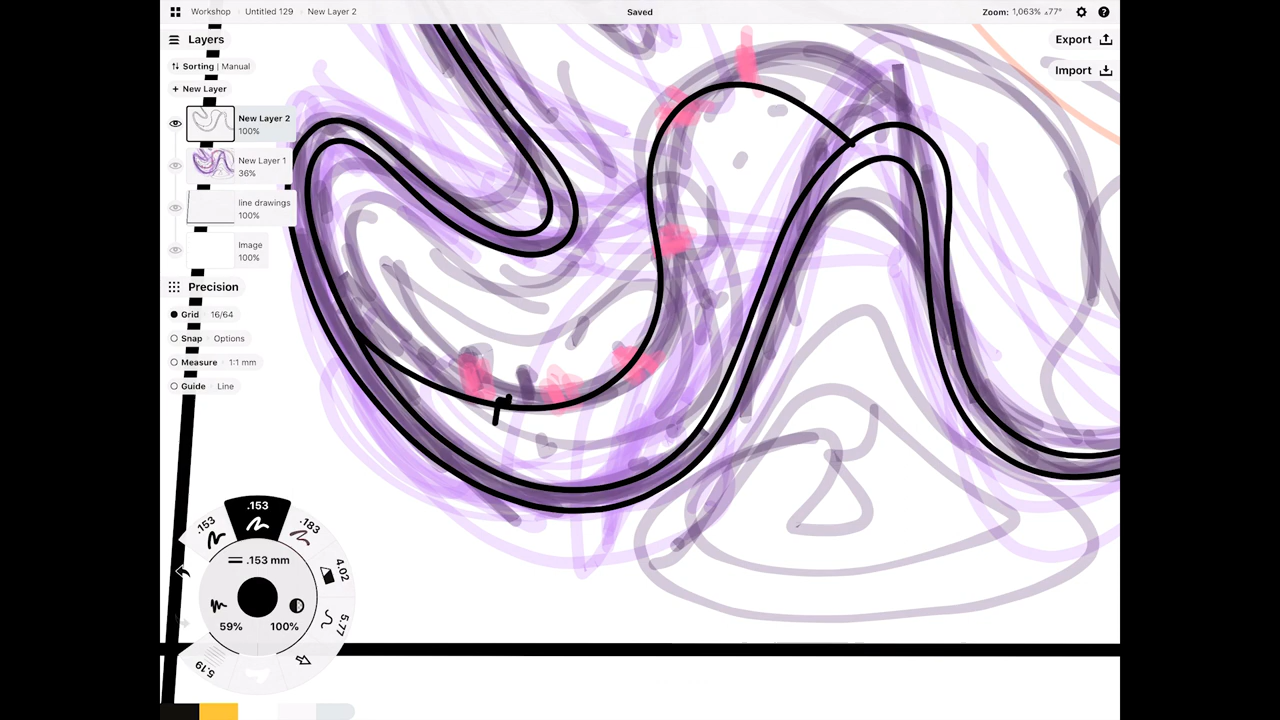 Workshop › Untitled 129 › New Layer 2
Saved
Zoom: 1,063% ⊿77°
Layers
Export
Sorting | Manual
Import
+ New Layer
New Layer 2
100%
New Layer 1
36%
line drawings
100%
Image
100%
Precision
Grid 16/64
Snap Options
Measure 1:1 mm
Guide Line
.153
.153
.183
4.02
5.77
5.19
.153 mm
59%
100%